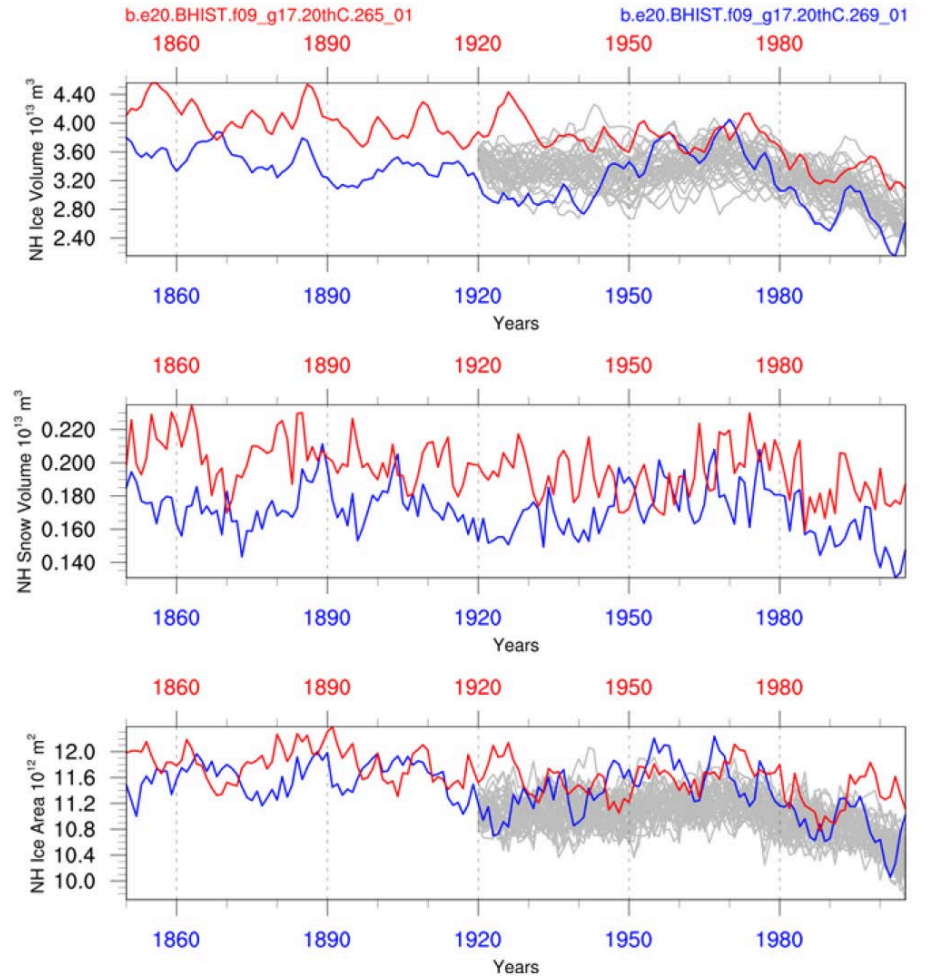 b.e20.BHIST.f09_g17.20thC.265_01 b.e20.BHIST.f09_g17.20thC.269_01
1860 1890 1920 1950 1980
NH Ice Volume 10¹³ m³
4.40
4.00
3.60
3.20
2.80
2.40
1860 1890 1920 1950 1980
Years
1860 1890 1920 1950 1980
NH Snow Volume 10¹³ m³
0.220
0.200
0.180
0.160
0.140
1860 1890 1920 1950 1980
Years
1860 1890 1920 1950 1980
NH Ice Area 10¹² m²
12.0
11.6
11.2
10.8
10.4
10.0
1860 1890 1920 1950 1980
Years